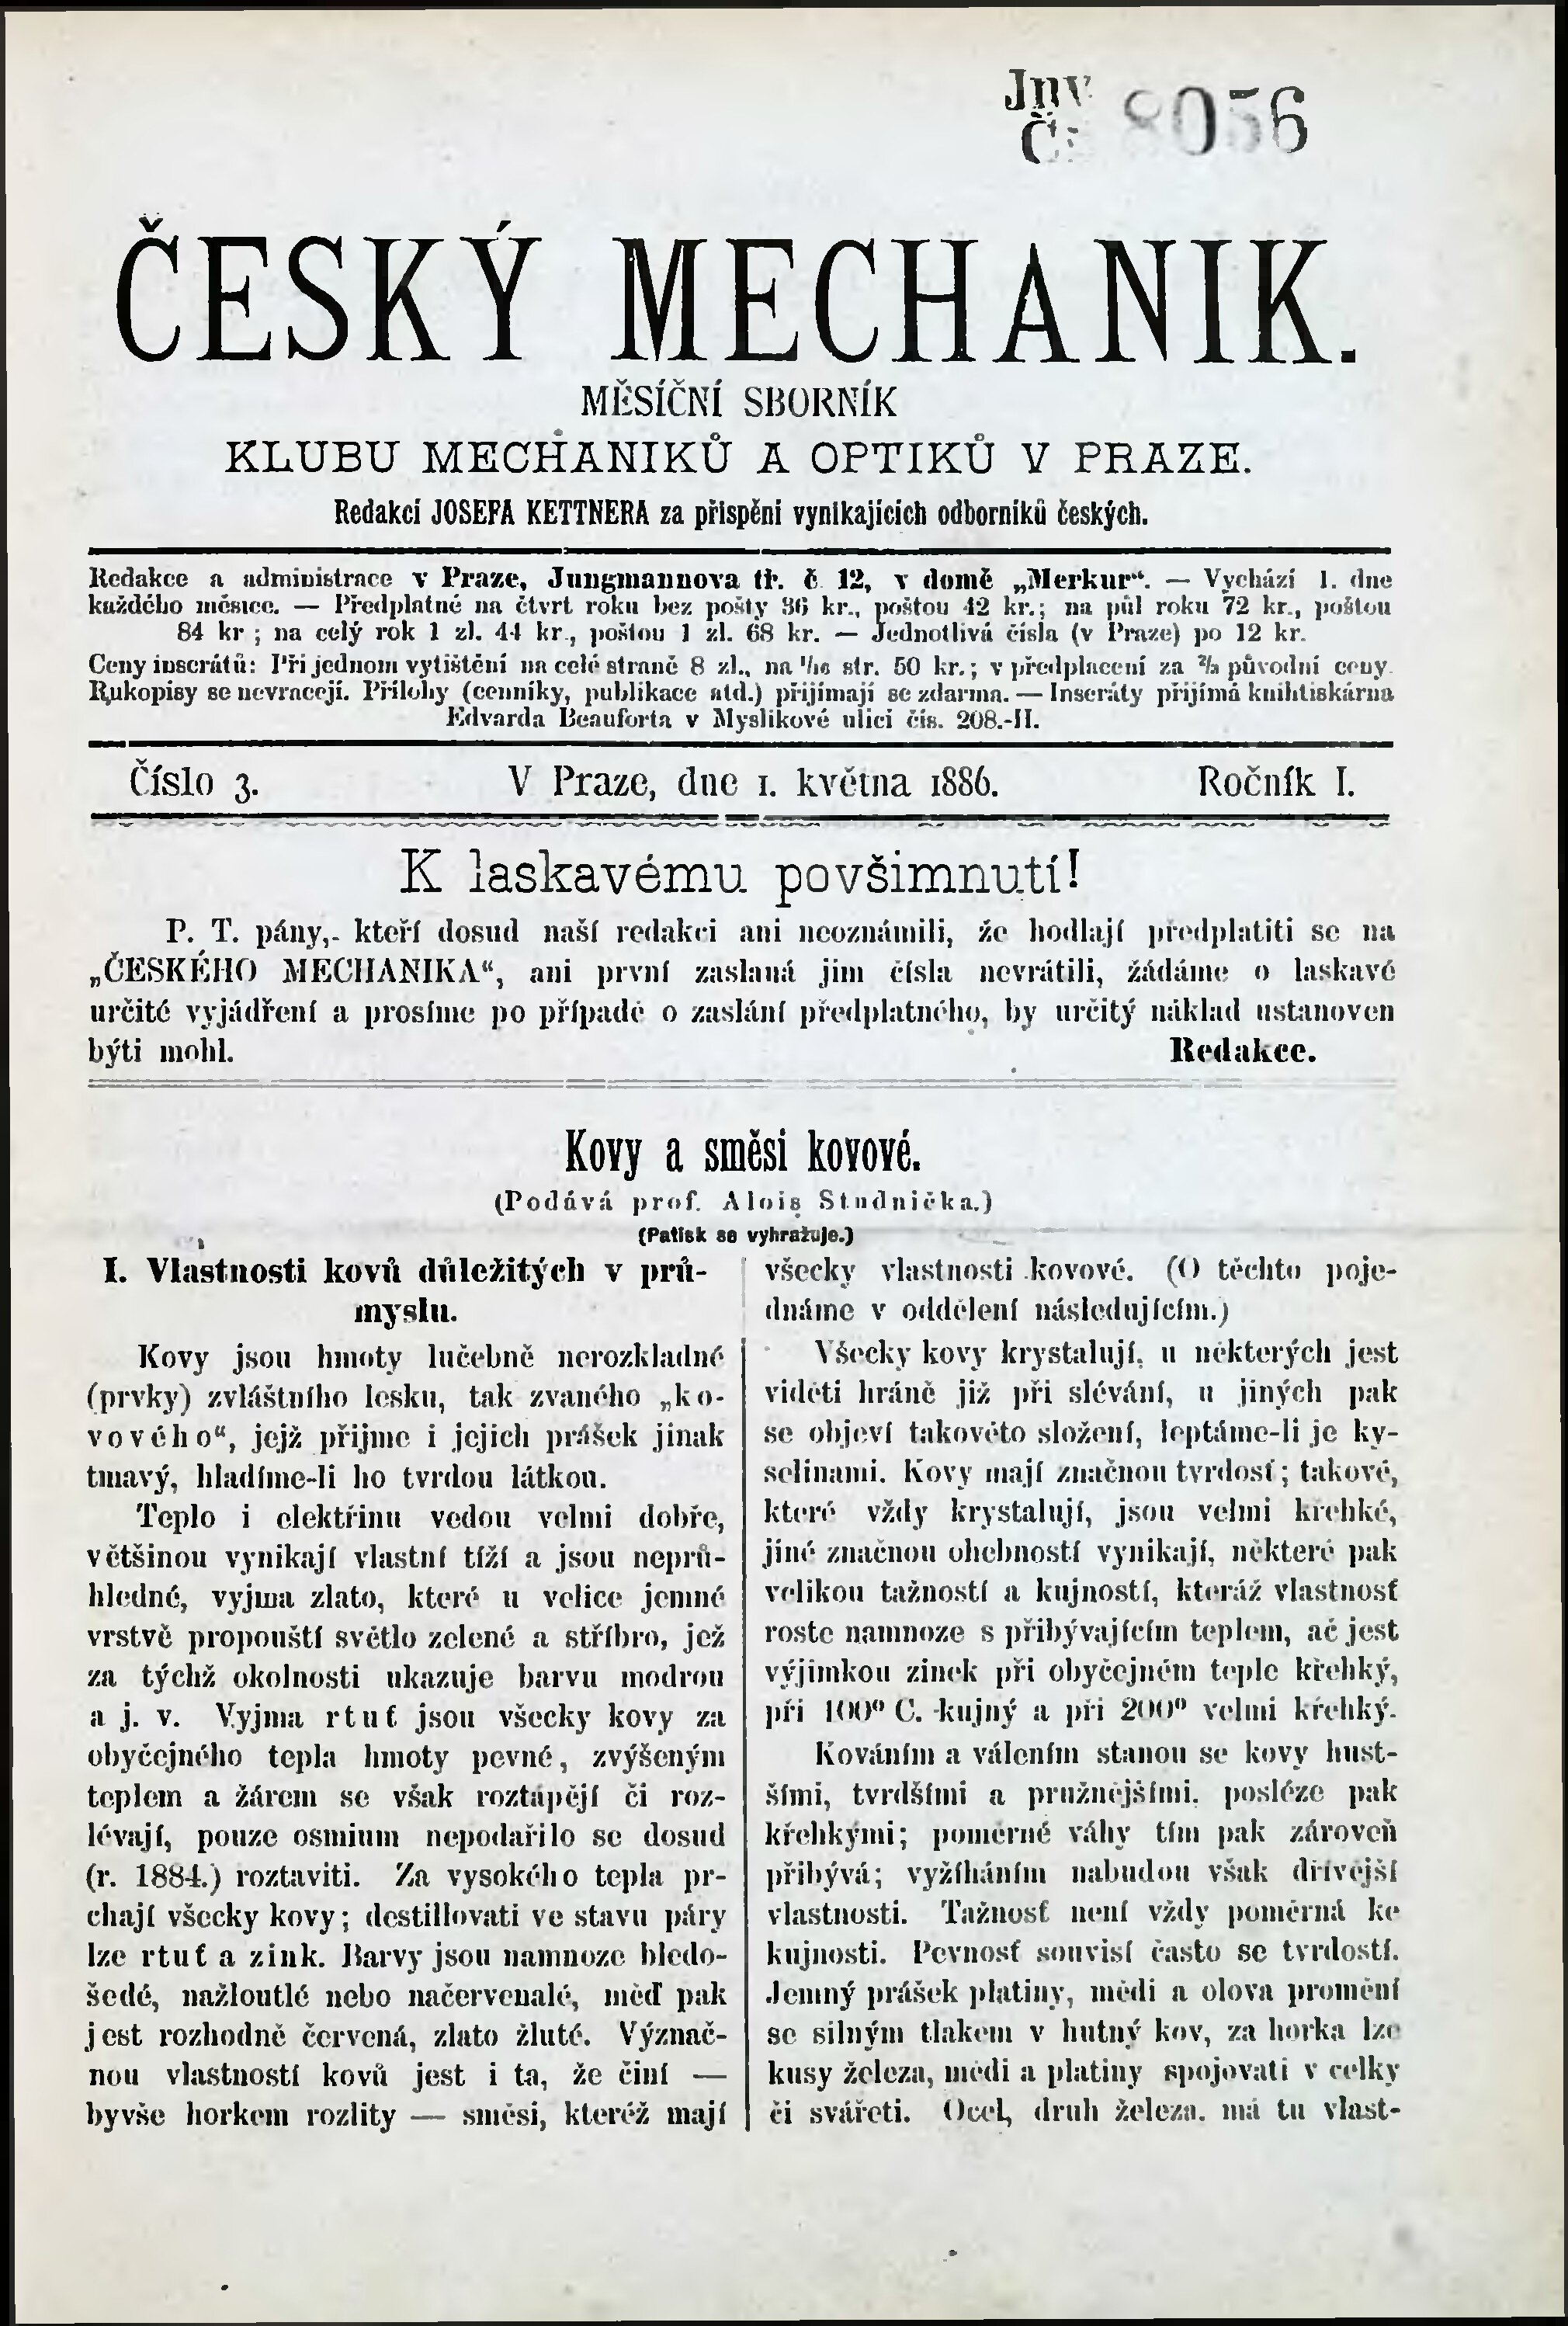 Jnv 8056
Č
ČESKÝ MECHANIK.
MĚSÍČNÍ SBORNÍK
KLUBU MECHANIKŮ A OPTIKŮ V PRAZE.
Redakcí JOSEFA KETTNERA za přispění vynikajících odborníků českých.
Redakce a administrace v Praze, Jungmannova tř. č 12, v domě „Merkur“. — Vychází 1. dne
každého měsíce. — Předplatné na čtvrt roku bez pošty 36 kr., poštou 42 kr.; na půl roku 72 kr., poštou
84 kr ; na celý rok 1 zl. 44 kr., poštou 1 zl. 68 kr. — Jednotlivá čísla (v Praze) po 12 kr.
Ceny inserátů: Při jednom vytištění na celé straně 8 zl., na 1/16 str. 50 kr.; v předplacení za 2/3 původní ceny.
Rukopisy se nevracejí. Přílohy (cenníky, publikace atd.) přijímají se zdarma. — Inseráty přijímá knihtiskárna
Edvarda Beauforta v Myslikové ulici čís. 208.-II.
Číslo 3. V Praze, dne 1. května 1886. Ročník I.
K laskavému povšimnutí!
P. T. pány, kteří dosud naší redakci ani neoznámili, že hodlají předplatiti se na
„ČESKÉHO MECHANIKA“, ani první zaslaná jim čísla nevrátili, žádáme o laskavé
určité vyjádření a prosíme po případě o zaslání předplatného, by určitý náklad ustanoven
býti mohl. Redakce.
Kovy a směsi kovové.
(Podává prof. Alois Studnička.)
(Patisk se vyhražuje.)
I. Vlastnosti kovů důležitých v prů-
myslu.
Kovy jsou hmoty lučebně nerozkladné
(prvky) zvláštního lesku, tak zvaného „ko-
vového“, jejž přijme i jejich prášek jinak
tmavý, hladíme-li ho tvrdou látkou.
Teplo i elektřinu vedou velmi dobře,
většinou vynikají vlastní tíží a jsou neprů-
hledné, vyjma zlato, které u velice jemné
vrstvě propouští světlo zelené a stříbro, jež
za týchž okolností ukazuje barvu modrou
a j. v. Vyjma rtuť jsou všecky kovy za
obyčejného tepla hmoty pevné, zvýšeným
teplem a žárem se však roztápějí či roz-
lévají, pouze osmium nepodařilo se dosud
(r. 1884.) roztaviti. Za vysokého tepla pr-
chají všecky kovy; destillovati ve stavu páry
lze rtuť a zink. Barvy jsou namnoze bledo-
šedé, nažloutlé nebo načervenalé, měď pak
jest rozhodně červená, zlato žluté. Význač-
nou vlastností kovů jest i ta, že činí —
byvše horkem rozlity — směsi, kteréž mají
všecky vlastnosti kovové. (O těchto poje-
dnáme v oddělení následujícím.)
Všecky kovy krystalují, u některých jest
viděti hráně již při slévání, u jiných pak
se objeví takovéto složení, leptáme-li je ky-
selinami. Kovy mají značnou tvrdosť; takové,
které vždy krystalují, jsou velmi křehké,
jiné značnou ohebností vynikají, některé pak
velikou tažností a kujností, kteráž vlastnosť
roste namnoze s přibývajícím teplem, ač jest
výjimkou zinek při obyčejném teple křehký,
při 100° C. kujný a při 200° velmi křehký.
Kováním a válením stanou se kovy hust-
šími, tvrdšími a pružnějšími, posléze pak
křehkými; poměrné váhy tím pak zároveň
přibývá; vyžíháním nabudou však dřívější
vlastnosti. Tažnosť není vždy poměrná ke
kujnosti. Pevnosť souvisí často se tvrdostí.
Jemný prášek platiny, mědi a olova promění
se silným tlakem v hutný kov, za horka lze
kusy železa, mědi a platiny spojovati v celky
či svářeti. Ocel, druh železa, má tu vlast-